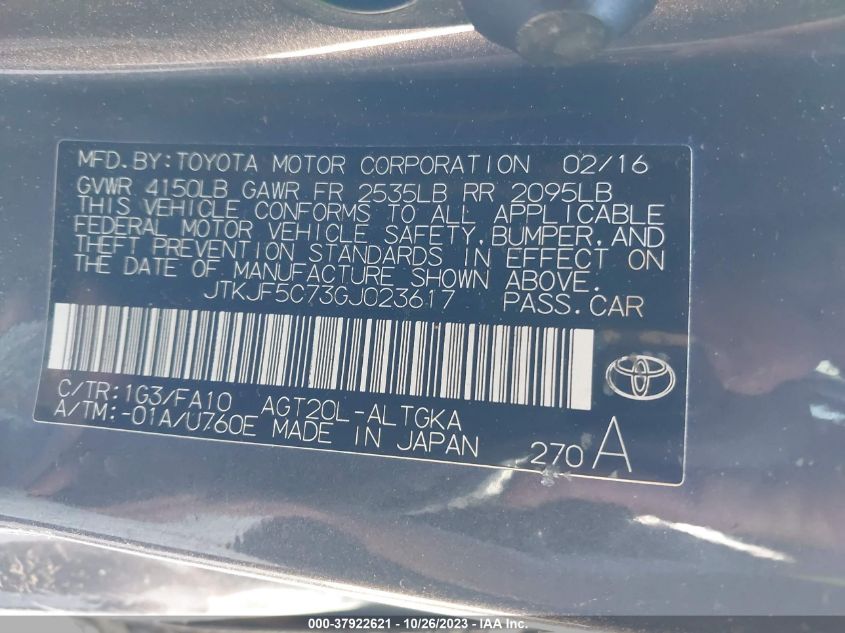 MFD. BY: TOYOTA MOTOR CORPORATION 02/16
GVWR 4150LB GAWR FR 2535LB RR 2095LB
THIS VEHICLE CONFORMS TO ALL APPLICABLE
FEDERAL MOTOR VEHICLE SAFETY, BUMPER, AND
THEFT PREVENTION STANDARDS IN EFFECT ON
THE DATE OF MANUFACTURE SHOWN ABOVE.
JTKJF5C73GJ023617 PASS. CAR
C/TR: 1G3/FA10 AGT20L-ALTGKA
A/TM: -01A/U760E MADE IN JAPAN
270 A
000-37922621 - 10/26/2023 - IAA Inc.